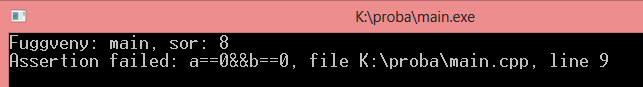 K:\proba\main.exe
Fuggveny: main, sor: 8
Assertion failed: a==0&&b==0, file K:\proba\main.cpp, line 9